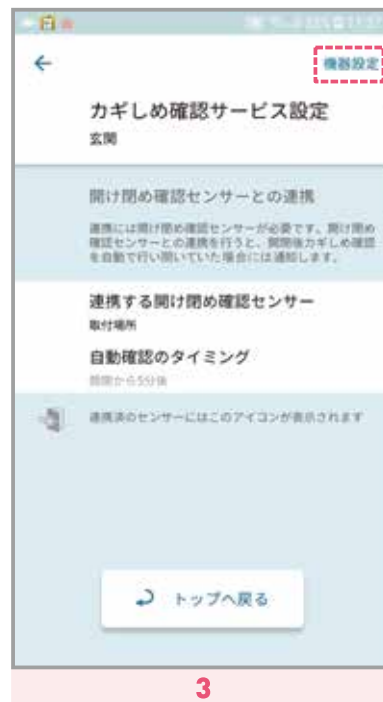 機器設定
カギしめ確認サービス設定
玄関
開け閉め確認センサーとの連携
連携には開け閉め確認センサーが必要です。開け閉め
確認センサーとの連携を行うと、開閉後カギしめ確認
を自動で行い開いていた場合には通知します。
連携する開け閉め確認センサー
取付場所
自動確認のタイミング
開閉から5分後
連携済のセンサーにはこのアイコンが表示されます
トップへ戻る
3